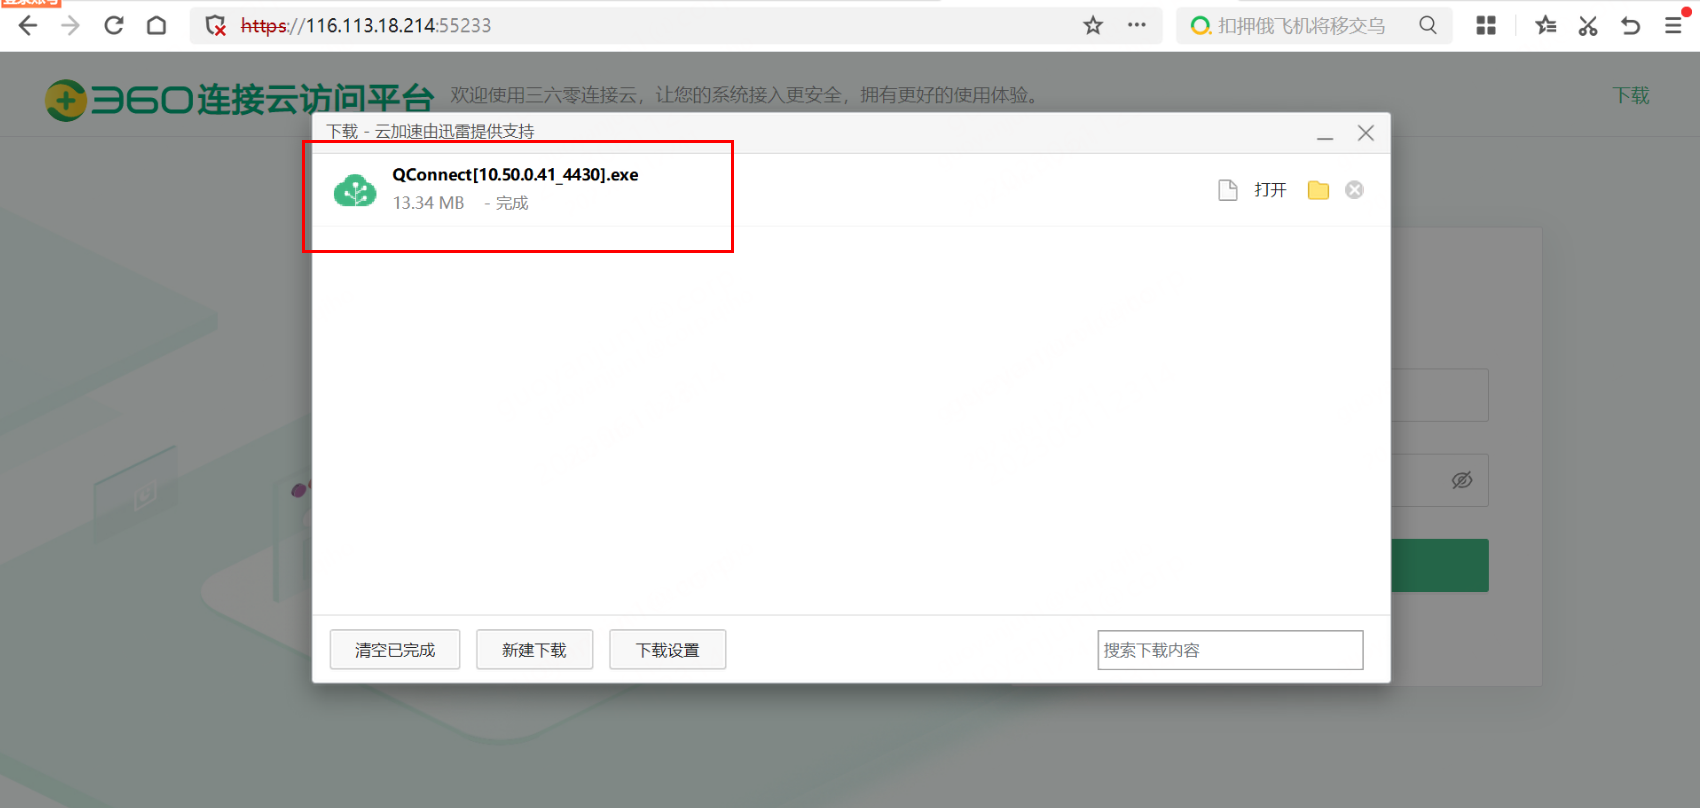 登录账号
https://116.113.18.214:55233
扣押俄飞机将移交乌
360连接云访问平台
欢迎使用三六零连接云，让您的系统接入更安全，拥有更好的使用体验。
下载
下载 - 云加速由迅雷提供支持
QConnect[10.50.0.41_4430].exe
13.34 MB - 完成
打开
清空已完成
新建下载
下载设置
搜索下载内容